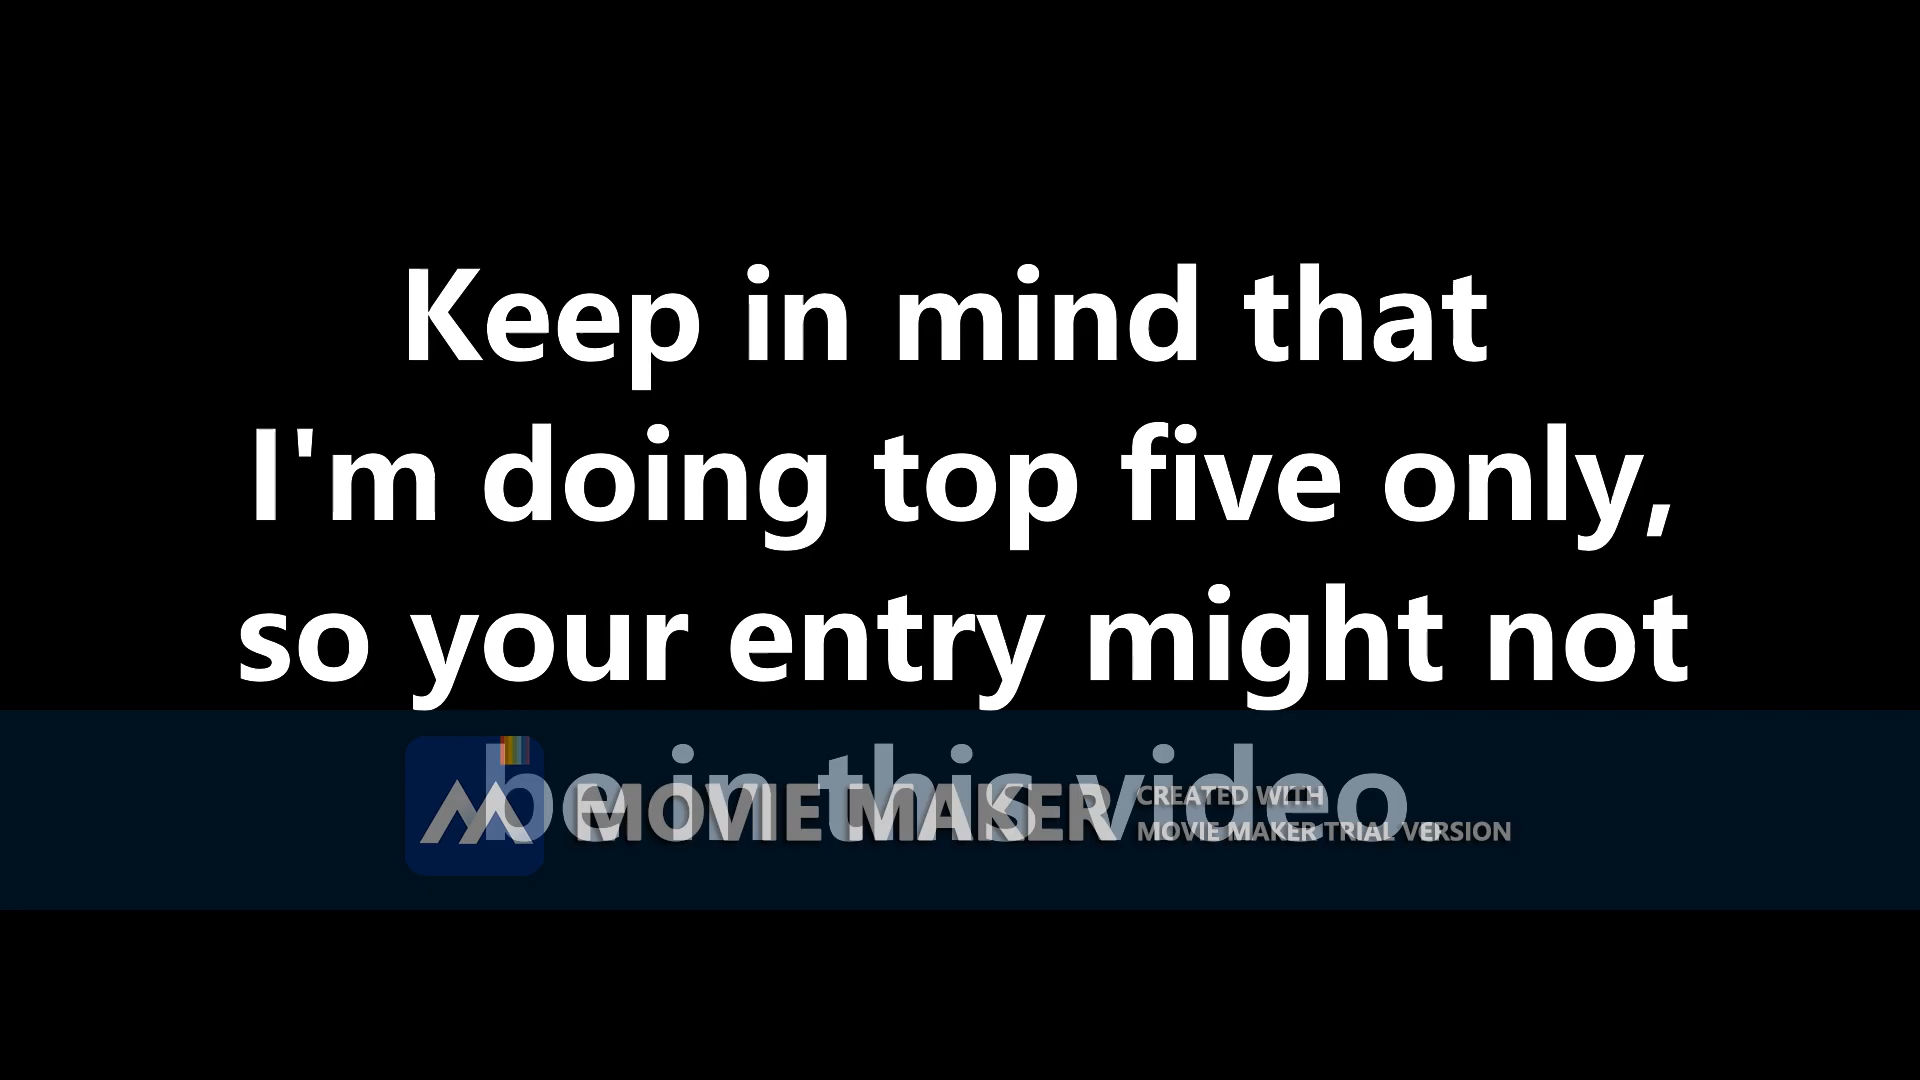 Keep in mind that
I'm doing top five only,
so your entry might not
be in this video.
MOVIE MAKER
CREATED WITH
MOVIE MAKER TRIAL VERSION